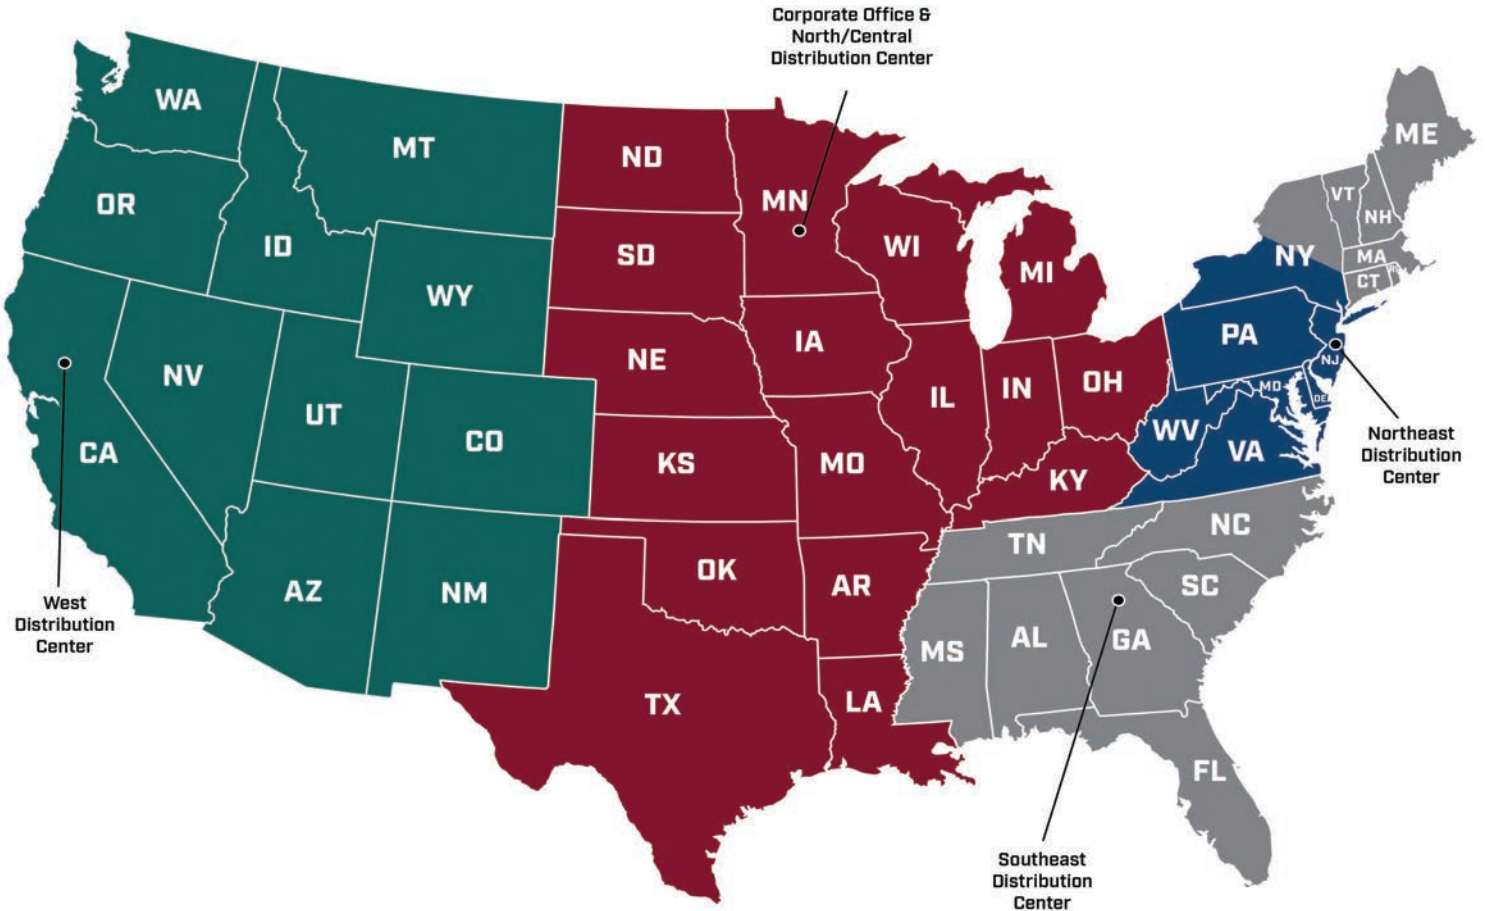 Corporate Office &
North/Central
Distribution Center
WA
MT
ND
MN
ME
VT
NH
OR
ID
SD
WI
MI
NY
MA
CT
RI
WY
NV
NE
IA
PA
NJ
UT
CO
IL
IN
OH
MD
DE
CA
KS
MO
KY
WV
VA
Northeast
Distribution
Center
AZ
NM
OK
AR
TN
NC
SC
West
Distribution
Center
TX
LA
MS
AL
GA
FL
Southeast
Distribution
Center